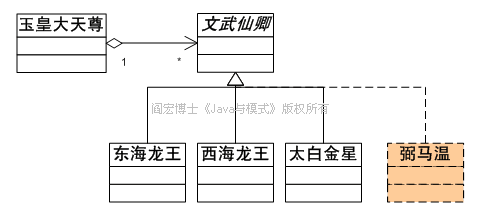 玉皇大天尊
文武仙卿
1
*
阎宏博士《Java与模式》版权所有
东海龙王
西海龙王
太白金星
弼马温